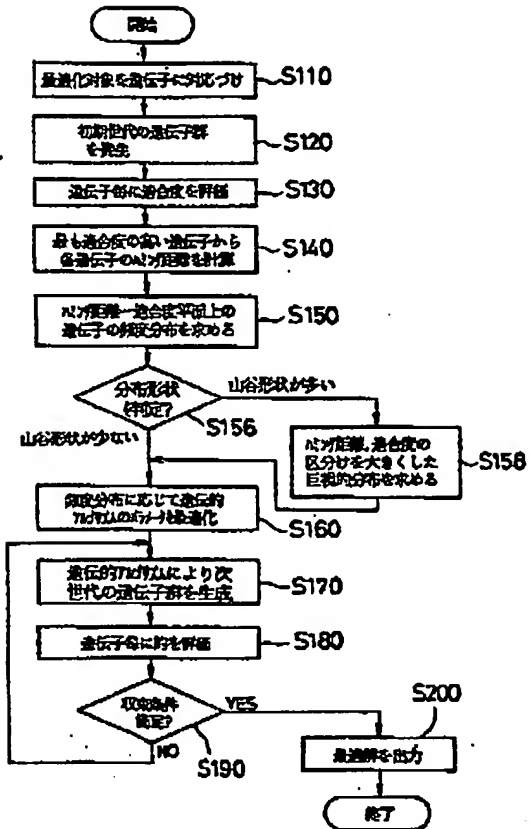 開始
最適化対象を遺伝子に対応づけ
S110
初期世代の遺伝子群
を発生
S120
遺伝子毎に適合度を評価
S130
最も適合度の高い遺伝子から
各遺伝子のハミング距離を計算
S140
ハミング距離－適合度平面上の
遺伝子の頻度分布を求める
S150
分布形状
を判定?
S156
山谷形状が多い
山谷形状が少ない
ハミング距離,適合度の
区分けを大きくした
巨視的分布を求める
S158
頻度分布に応じて遺伝的
アルゴリズムのパラメータを最適化
S160
遺伝的アルゴリズムにより次
世代の遺伝子群を生成
S170
遺伝子毎に を評価
S180
収束条件
?
S190
YES
NO
S200
最適解を出力
終了